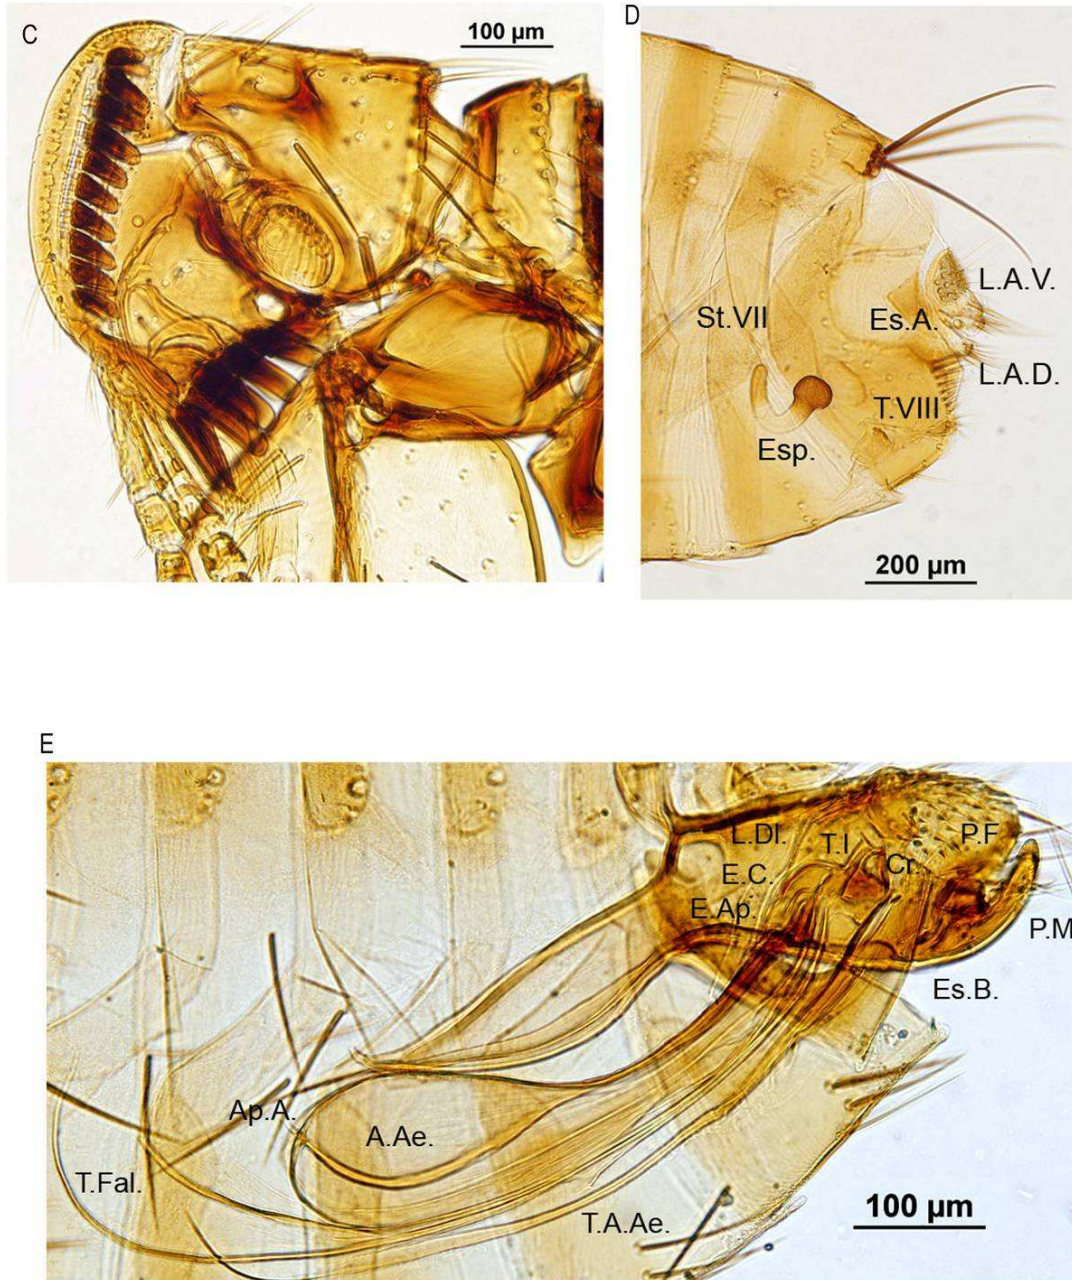 C
100 µm
D
L.A.V.
St.VII
Es.A.
L.A.D.
T.VIII
Esp.
200 µm
E
L.Dl.
T.I
P.F
Cr.
E.C.
E.Ap.
P.M
Es.B.
Ap.A.
A.Ae.
T.Fal.
T.A.Ae.
100 µm